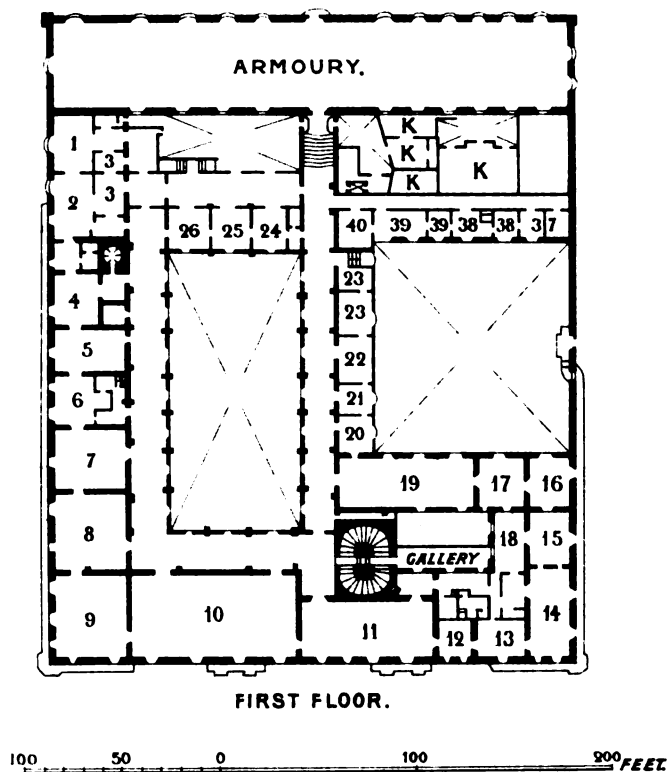 ARMOURY.
1 3 K
K
2 3 K K
26 25 24 40 39 39 38 38 37
4 23
5 23
22
6 21
20
7 19 17 16
8 18 15
GALLERY
9 10 11 12 13 14
FIRST FLOOR.
100 50 0 100 200 FEET.